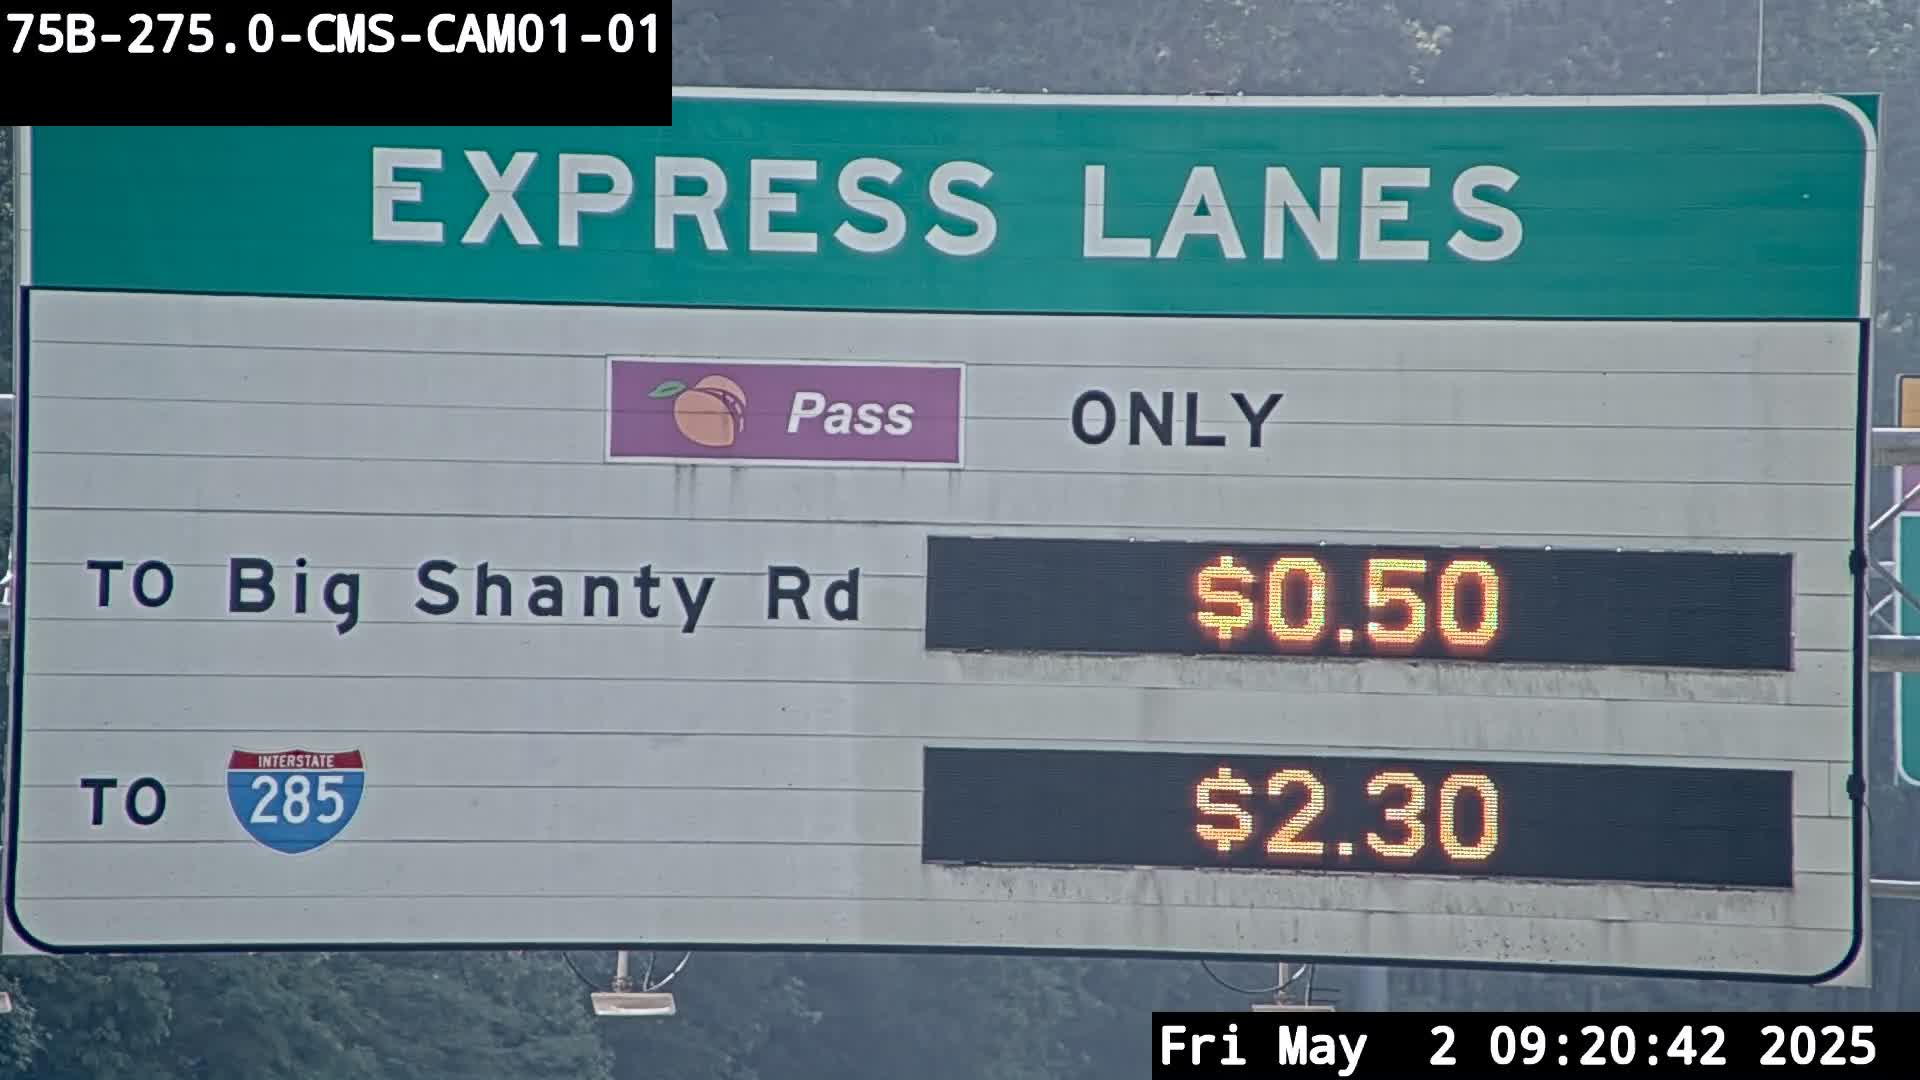 75B-275.0-CMS-CAM01-01
EXPRESS LANES
Pass ONLY
TO Big Shanty Rd $0.50
INTERSTATE
TO 285 $2.30
Fri May 2 09:20:42 2025